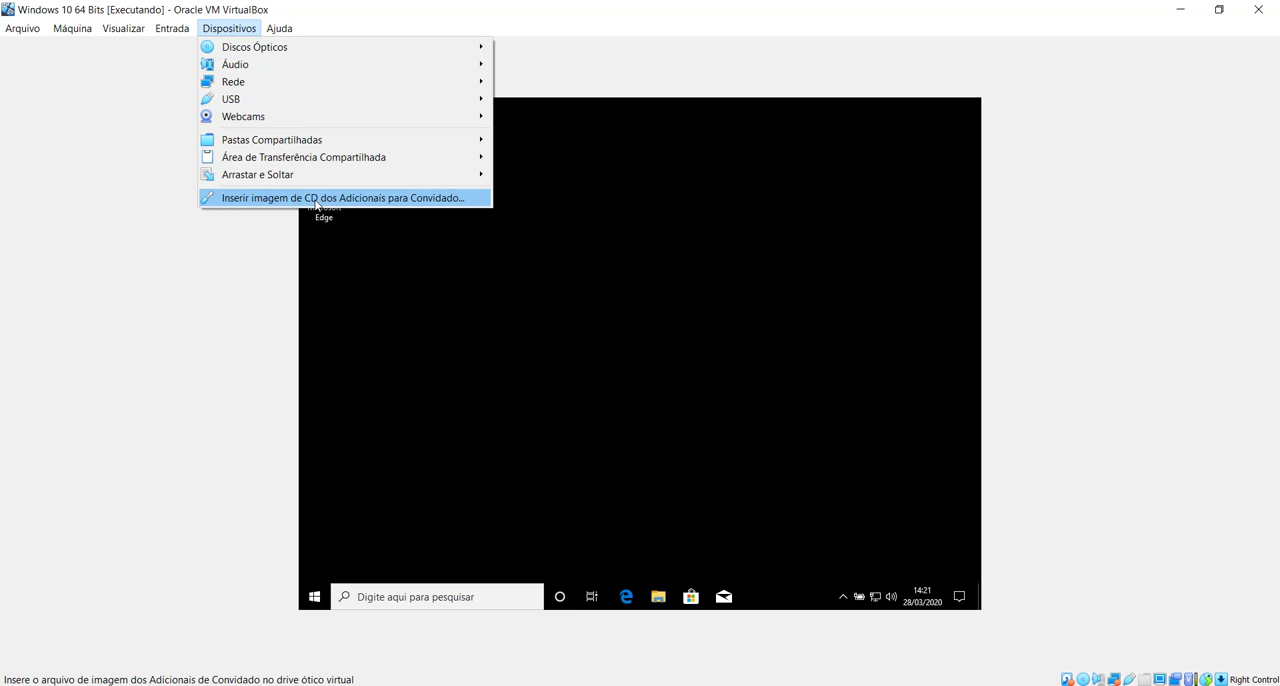 Windows 10 64 Bits [Executando] - Oracle VM VirtualBox
Arquivo Máquina Visualizar Entrada Dispositivos Ajuda
Discos Ópticos
Áudio
Rede
USB
Webcams
Pastas Compartilhadas
Área de Transferência Compartilhada
Arrastar e Soltar
Inserir imagem de CD dos Adicionais para Convidado...
Edge
Digite aqui para pesquisar
14:21
28/03/2020
Insere o arquivo de imagem dos Adicionais de Convidado no drive ótico virtual
Right Control